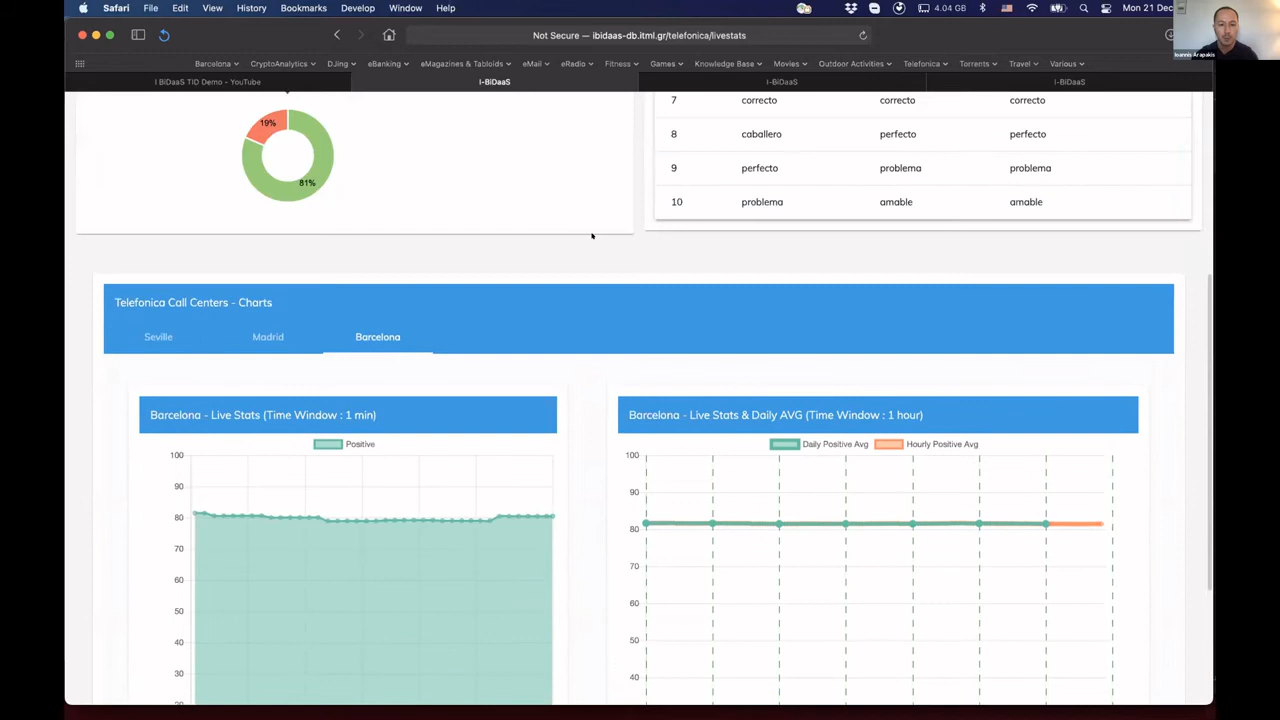 Safari File Edit View History Bookmarks Develop Window Help 4.04 GB Mon 21 Dec
Not Secure — ibidaas-db.itml.gr/telefonica/livestats
Ioannis Arapakis
Barcelona CryptoAnalytics DJing eBanking eMagazines & Tabloids eMail eRadio Fitness Games Knowledge Base Movies Outdoor Activities Telefonica Torrents Travel Various
I BiDaaS TID Demo - YouTube I-BiDaaS I-BiDaaS I-BiDaaS
19%
81%
7 correcto correcto correcto
8 caballero perfecto perfecto
9 perfecto problema problema
10 problema amable amable
Telefonica Call Centers - Charts
Seville Madrid Barcelona
Barcelona - Live Stats (Time Window : 1 min)
Positive
100
90
80
70
60
50
40
30
20
Barcelona - Live Stats & Daily AVG (Time Window : 1 hour)
Daily Positive Avg Hourly Positive Avg
100
90
80
70
60
50
40